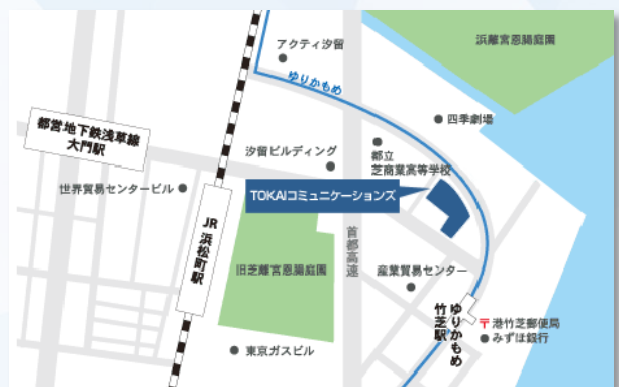 アクティ汐留
浜離宮恩賜庭園
ゆりかもめ
四季劇場
都営地下鉄浅草線
大門駅
汐留ビルディング
都立
芝商業高等学校
世界貿易センタービル
TOKAIコミュニケーションズ
JR
浜松町駅
首都高速
旧芝離宮恩賜庭園
産業貿易センター
ゆりかもめ
竹芝駅
〒港竹芝郵便局
みずほ銀行
東京ガスビル